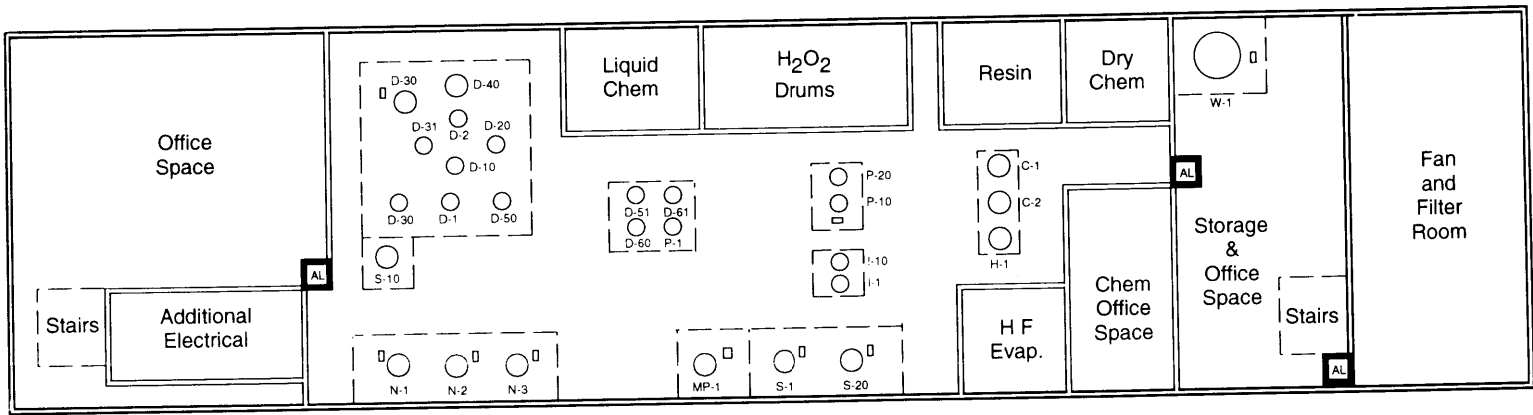 Office
Space
D-30
D-40
D-31
D-2
D-20
D-10
D-30
D-1
D-50
S-10
AL
Stairs
Additional
Electrical
N-1
N-2
N-3
Liquid
Chem
H2O2
Drums
D-51
D-61
D-60
P-1
P-20
P-10
I-10
I-1
MP-1
S-1
S-20
Resin
Dry
Chem
C-1
C-2
H-1
H F
Evap.
Chem
Office
Space
W-1
AL
Storage
&
Office
Space
Stairs
AL
Fan
and
Filter
Room